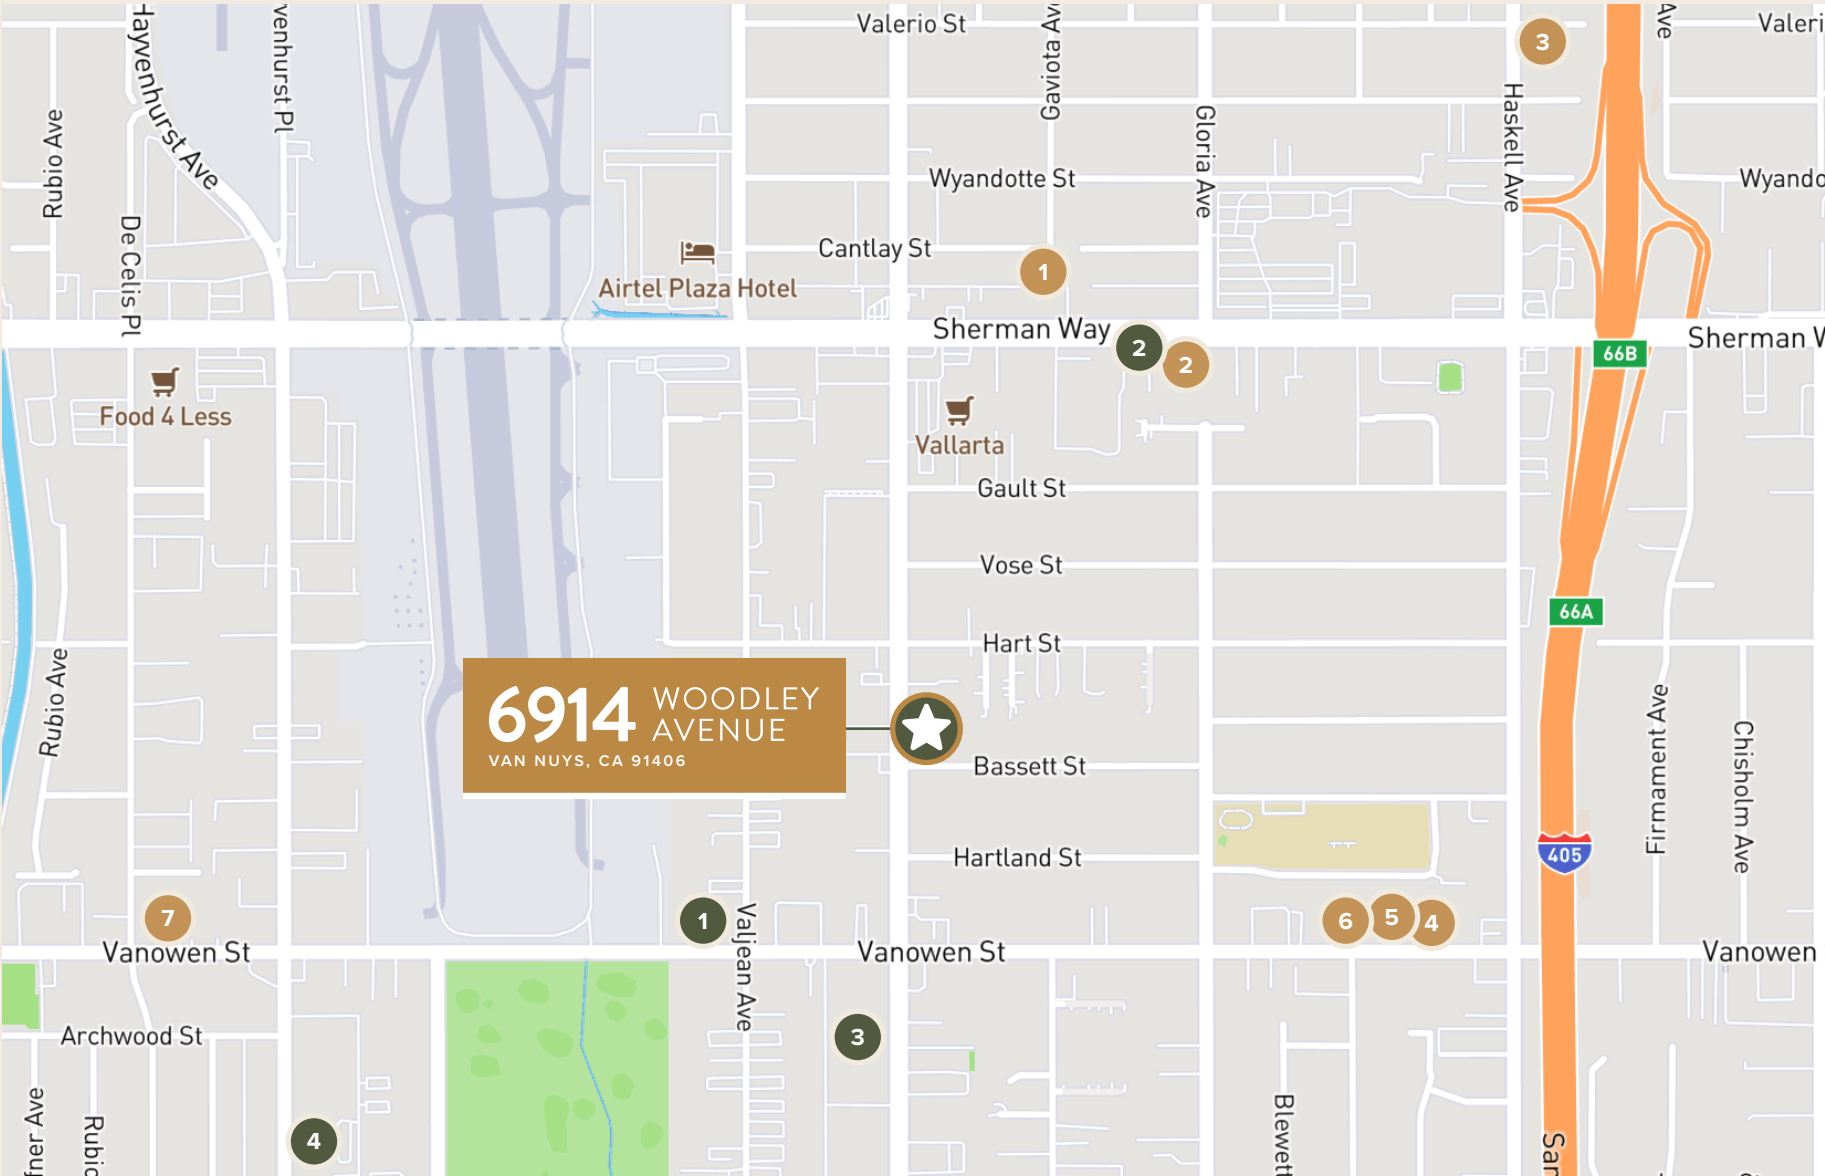 Valerio St
Valeri
Hayvenhurst Ave
venhurst Pl
Gaviota Av
Ave
3
Rubio Ave
Gloria Ave
Haskell Ave
Wyandotte St
Wyando
De Celis Pl
Cantlay St
1
Airtel Plaza Hotel
Sherman Way
2
2
66B
Sherman W
Food 4 Less
Vallarta
Gault St
Vose St
66A
Hart St
Rubio Ave
6914 WOODLEY
AVENUE
VAN NUYS, CA 91406
Firmament Ave
Chisholm Ave
Bassett St
Hartland St
405
7
1
Valjean Ave
6
5
4
Vanowen St
Vanowen St
Vanowen
Archwood St
3
fner Ave
Rubio
4
Blewett
San